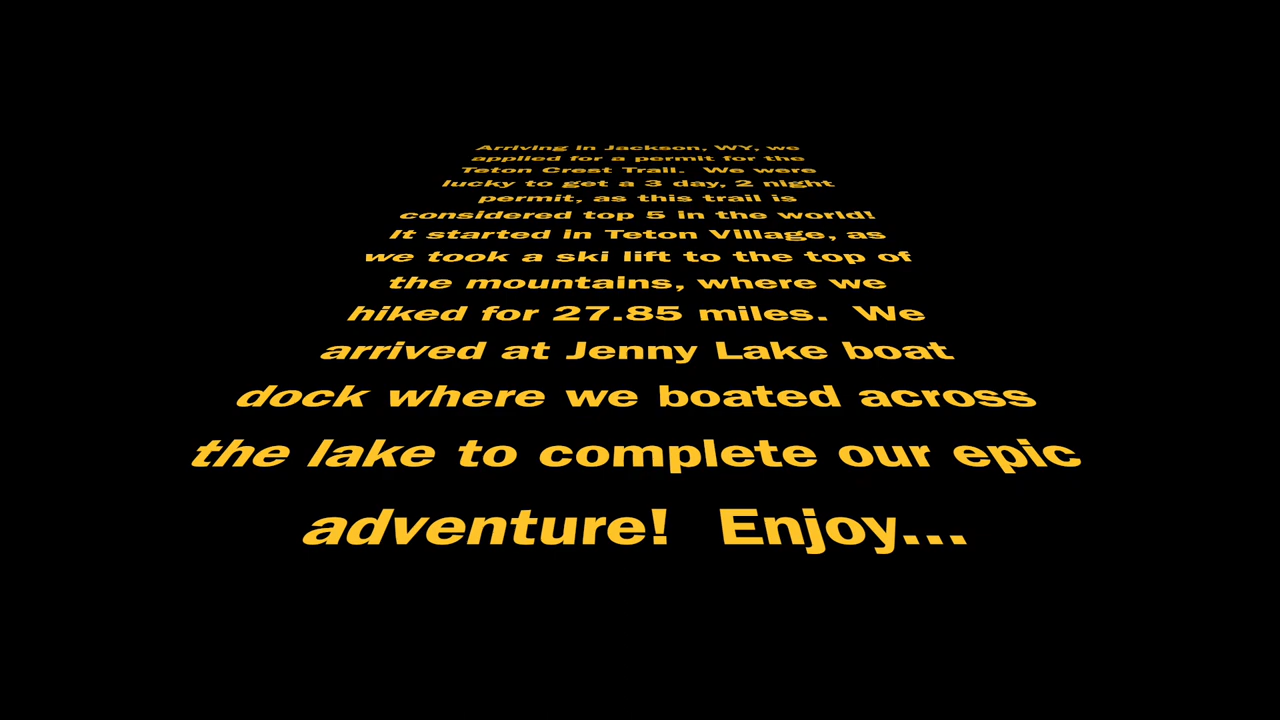 Arriving in Jackson, WY, we
applied for a permit for the
Teton Crest Trail.  We were
lucky to get a 3 day, 2 night
permit, as this trail is
considered top 5 in the world!
It started in Teton Village, as
we took a ski lift to the top of
the mountains, where we
hiked for 27.85 miles.  We
arrived at Jenny Lake boat
dock where we boated across
the lake to complete our epic
adventure!  Enjoy...